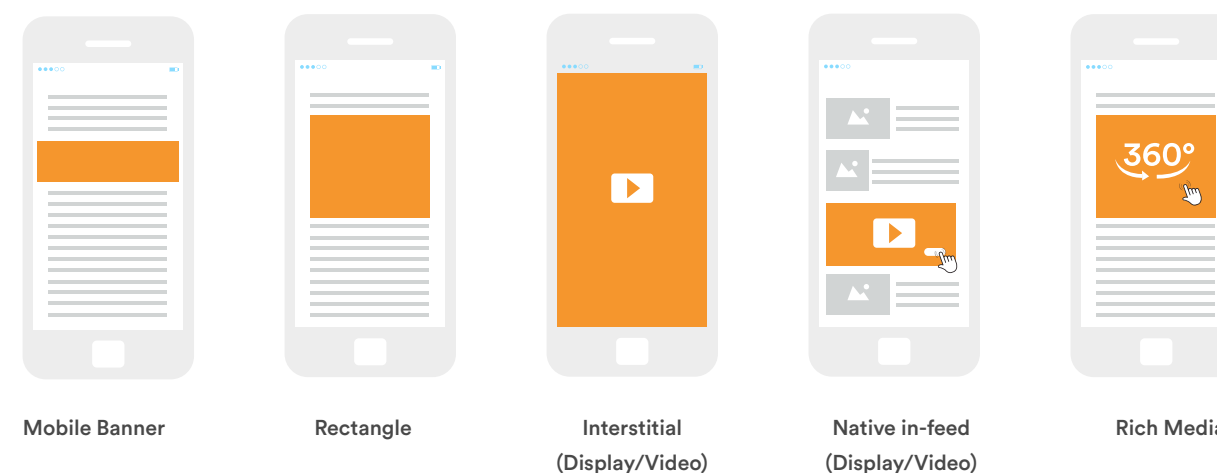 360°
Mobile Banner
Rectangle
Interstitial
(Display/Video)
Native in-feed
(Display/Video)
Rich Media